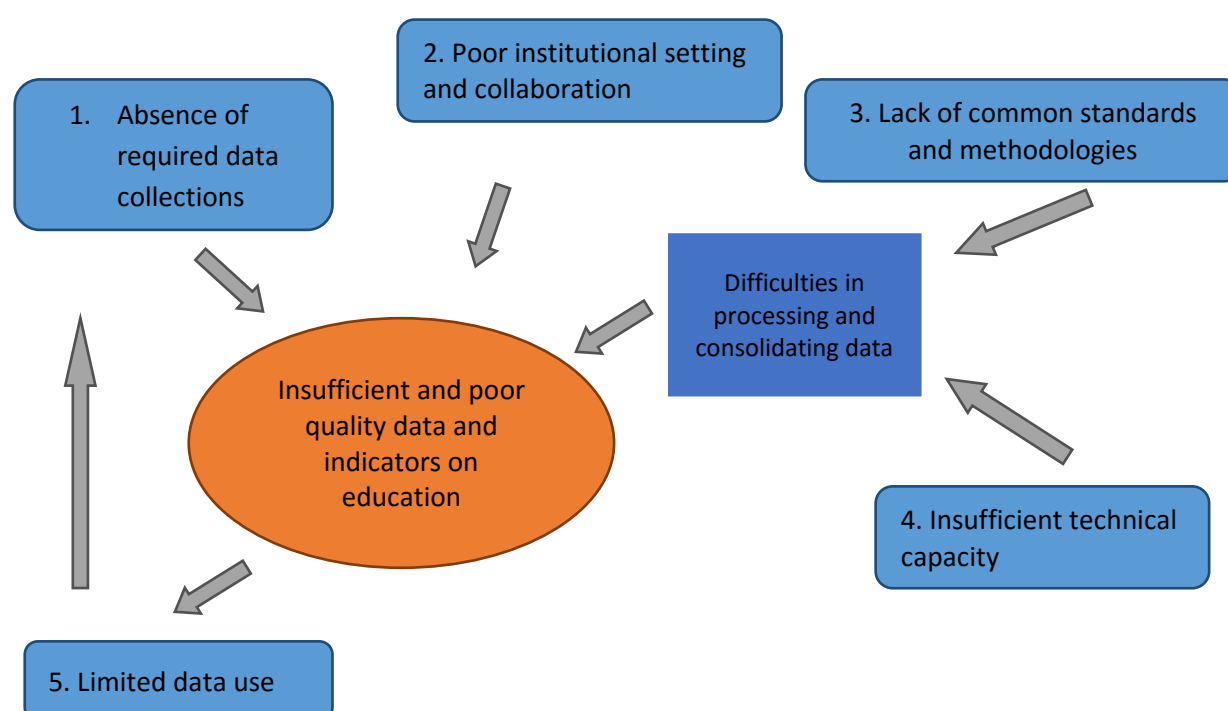 1. Absence of
required data
collections
2. Poor institutional setting
and collaboration
3. Lack of common standards
and methodologies
Difficulties in
processing and
consolidating data
Insufficient and poor
quality data and
indicators on
education
4. Insufficient technical
capacity
5. Limited data use